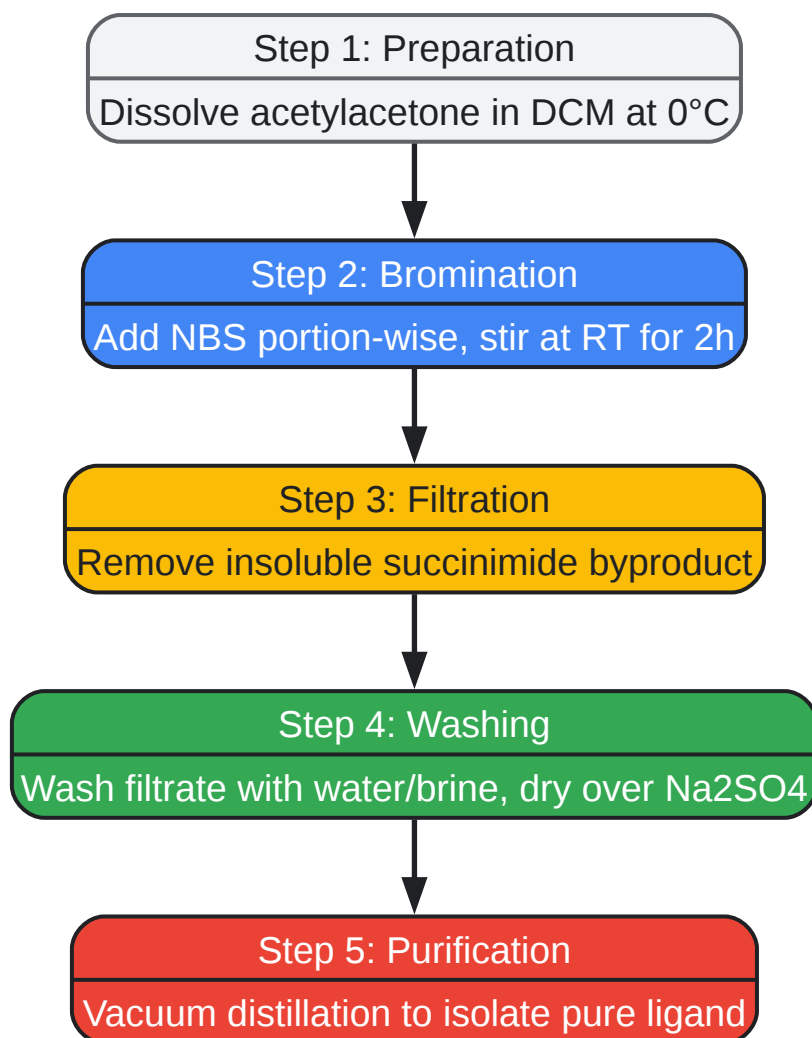 Step 1: Preparation
Dissolve acetylacetone in DCM at 0°C
Step 2: Bromination
Add NBS portion-wise, stir at RT for 2h
Step 3: Filtration
Remove insoluble succinimide byproduct
Step 4: Washing
Wash filtrate with water/brine, dry over Na2SO4
Step 5: Purification
Vacuum distillation to isolate pure ligand